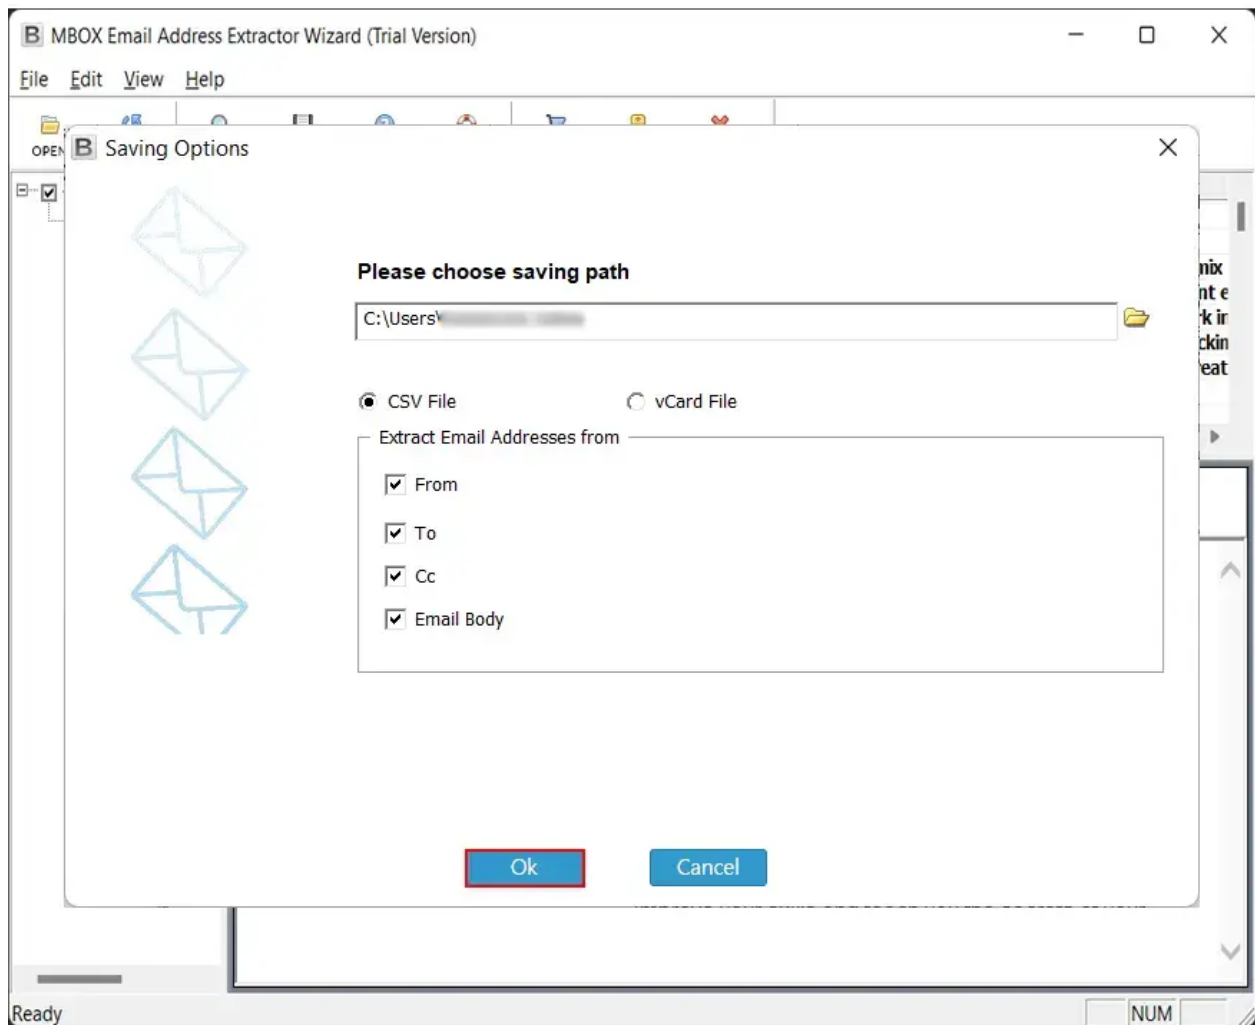 B MBOX Email Address Extractor Wizard (Trial Version)
File Edit View Help
OPEN
B Saving Options
Please choose saving path
C:\Users\
CSV File vCard File
Extract Email Addresses from
From
To
Cc
Email Body
Ok Cancel
Ready NUM